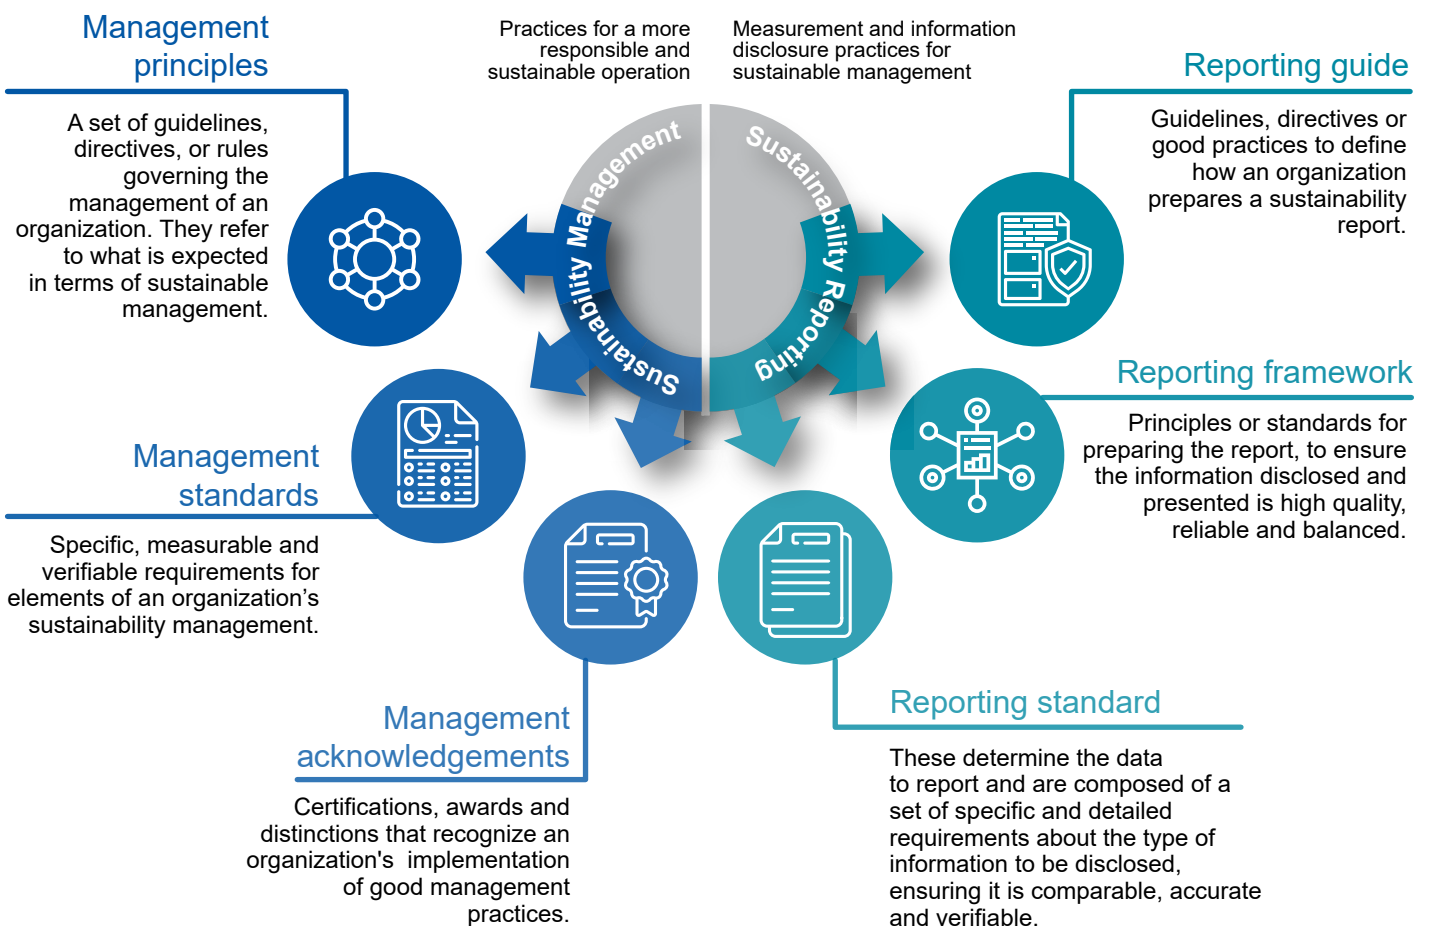 Management
principles
A set of guidelines,
directives, or rules
governing the
management of an
organization. They refer
to what is expected
in terms of sustainable
management.
Practices for a more
responsible and
sustainable operation
Measurement and information
disclosure practices for
sustainable management
Sustainability Management
Sustainability Reporting
Reporting guide
Guidelines, directives or
good practices to define
how an organization
prepares a sustainability
report.
Reporting framework
Principles or standards for
preparing the report, to ensure
the information disclosed and
presented is high quality,
reliable and balanced.
Management
standards
Specific, measurable and
verifiable requirements for
elements of an organization’s
sustainability management.
Management
acknowledgements
Certifications, awards and
distinctions that recognize an
organization's  implementation
of good management
practices.
Reporting standard
These determine the data
to report and are composed of a
set of specific and detailed
requirements about the type of
information to be disclosed,
ensuring it is comparable, accurate
and verifiable.